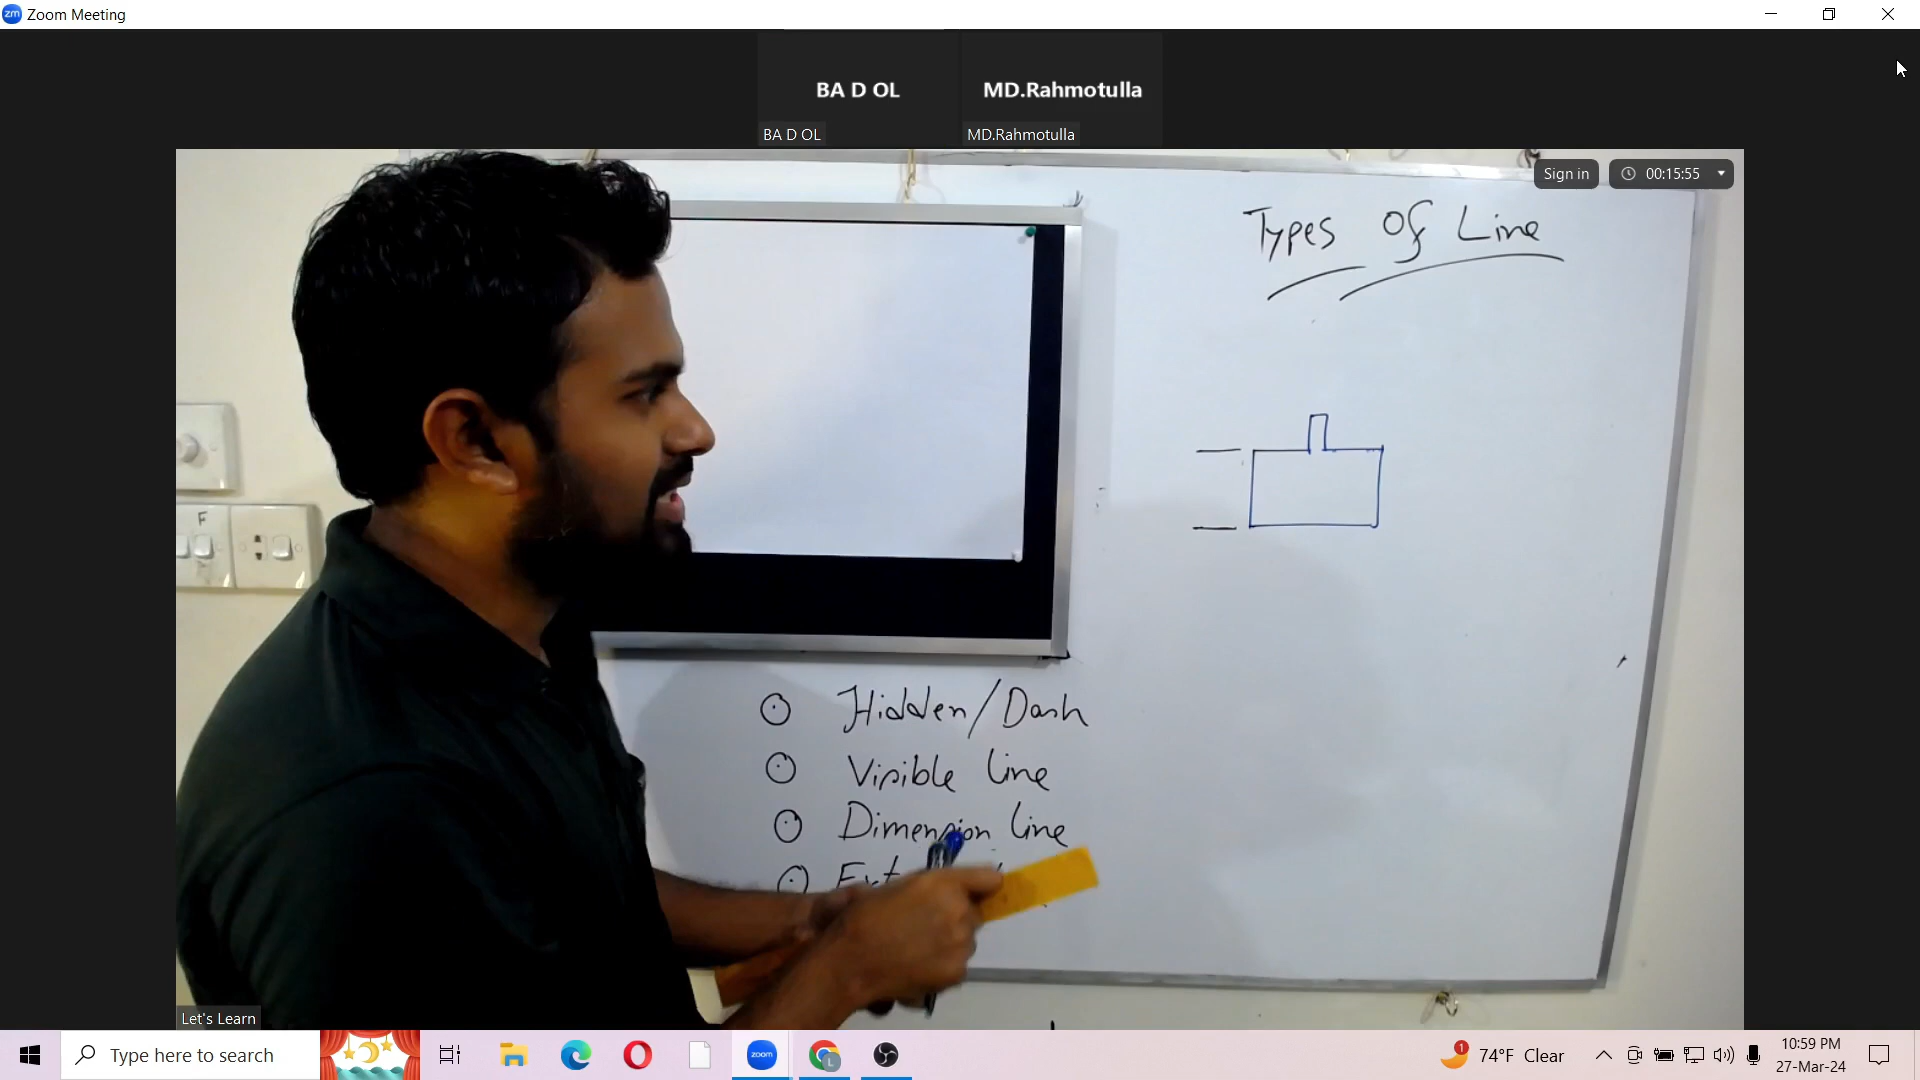 Zoom Meeting
BA D OL
MD.Rahmotulla
BA D OL
MD.Rahmotulla
Sign in
00:15:55
Types Of Line
F
Hidden/Dash
Visible Line
Dimension Line
Let's Learn
Type here to search
zoom
L
1
74°F Clear
10:59 PM
27-Mar-24